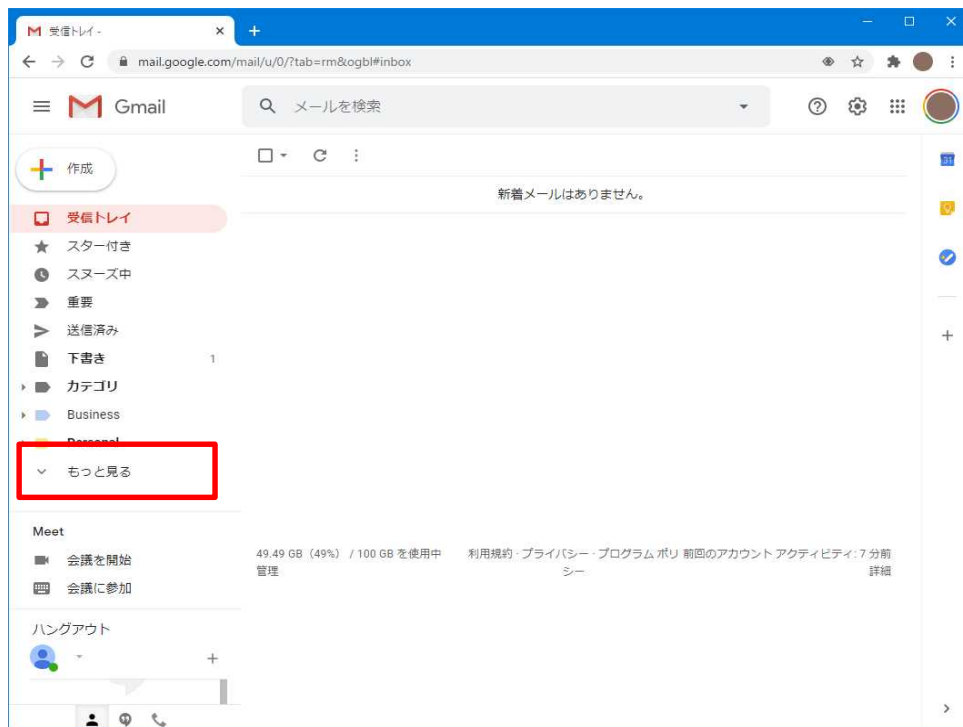 受信トレイ -
mail.google.com/mail/u/0/?tab=rm&ogbl#inbox
Gmail
メールを検索
作成
新着メールはありません。
受信トレイ
スター付き
スヌーズ中
重要
送信済み
下書き 1
カテゴリ
Business
Personal
もっと見る
Meet
会議を開始
会議に参加
49.49 GB（49%） / 100 GB を使用中
管理
利用規約 · プライバシー · プログラム ポリ
シー
前回のアカウント アクティビティ: 7 分前
詳細
ハングアウト
31